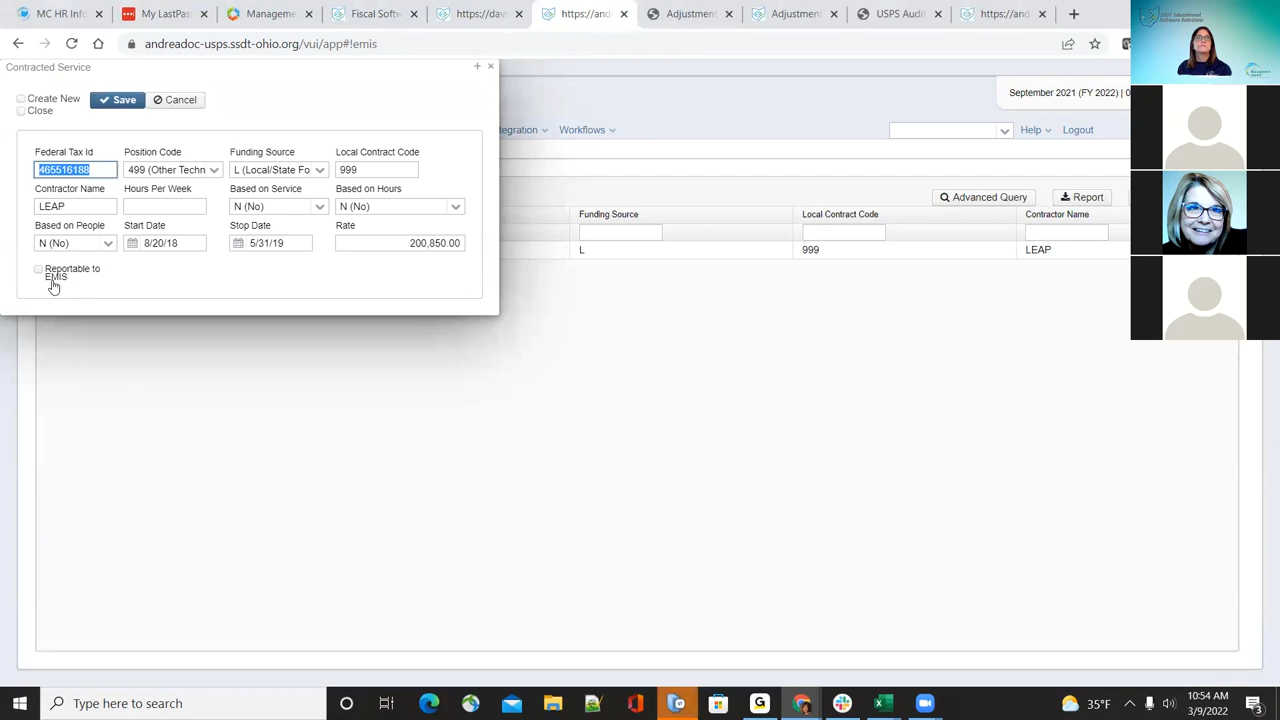 MC HR Info
My LastPass
Manageme
Fiscal Softw
https://and
https://and
Adjustment
Adjustment
USPS
https://and
andreadoc-usps.ssdt-ohio.org/vui/app#!emis
Contracted Service
September 2021 (FY 2022) | 0
Create New
Close
Save
Cancel
tegration
Workflows
Help
Logout
Federal Tax Id
Position Code
Funding Source
Local Contract Code
465516188
499 (Other Techn
L (Local/State Fo
999
Contractor Name
Hours Per Week
Based on Service
Based on Hours
LEAP
N (No)
N (No)
Based on People
Start Date
Stop Date
Rate
N (No)
8/20/18
5/31/19
200,850.00
Reportable to
EMIS
Advanced Query
Report
Funding Source
Local Contract Code
Contractor Name
L
999
LEAP
Type here to search
35°F
10:54 AM
3/9/2022
3